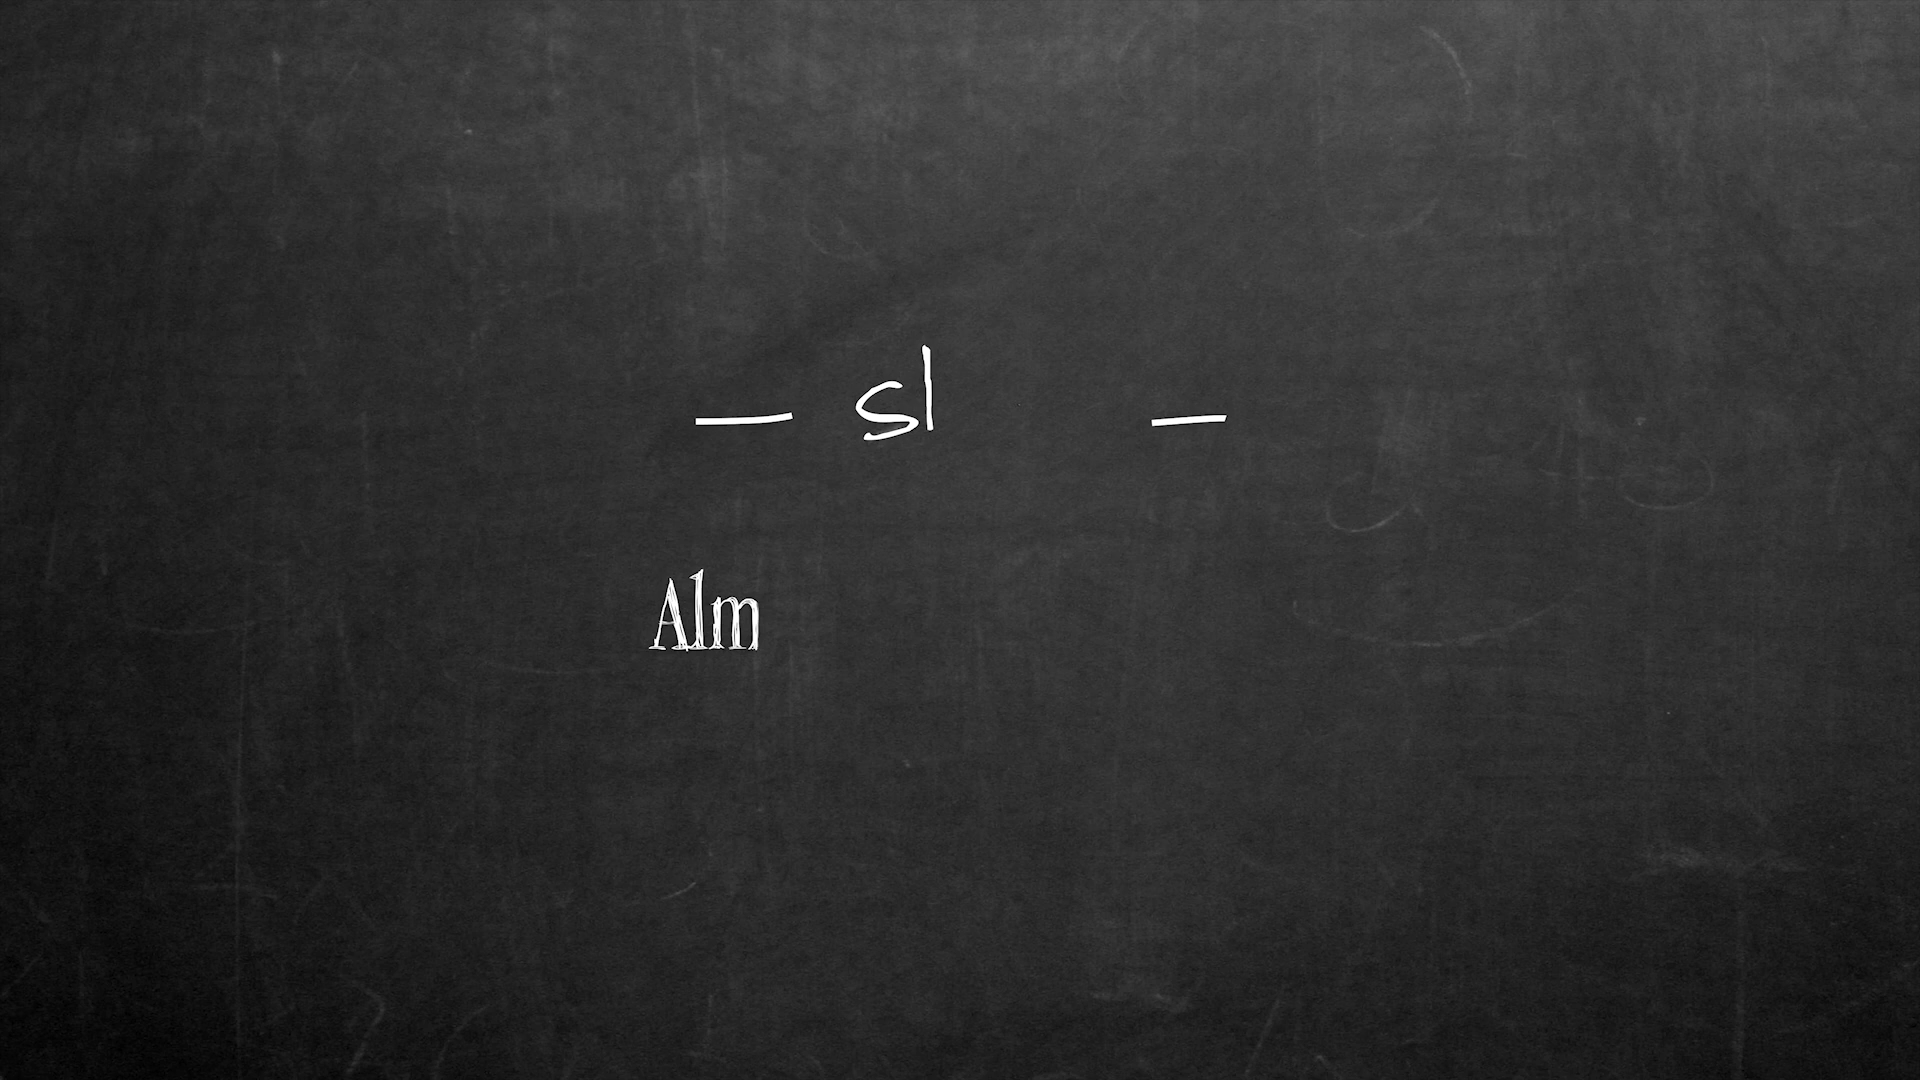 – sl –
Alm